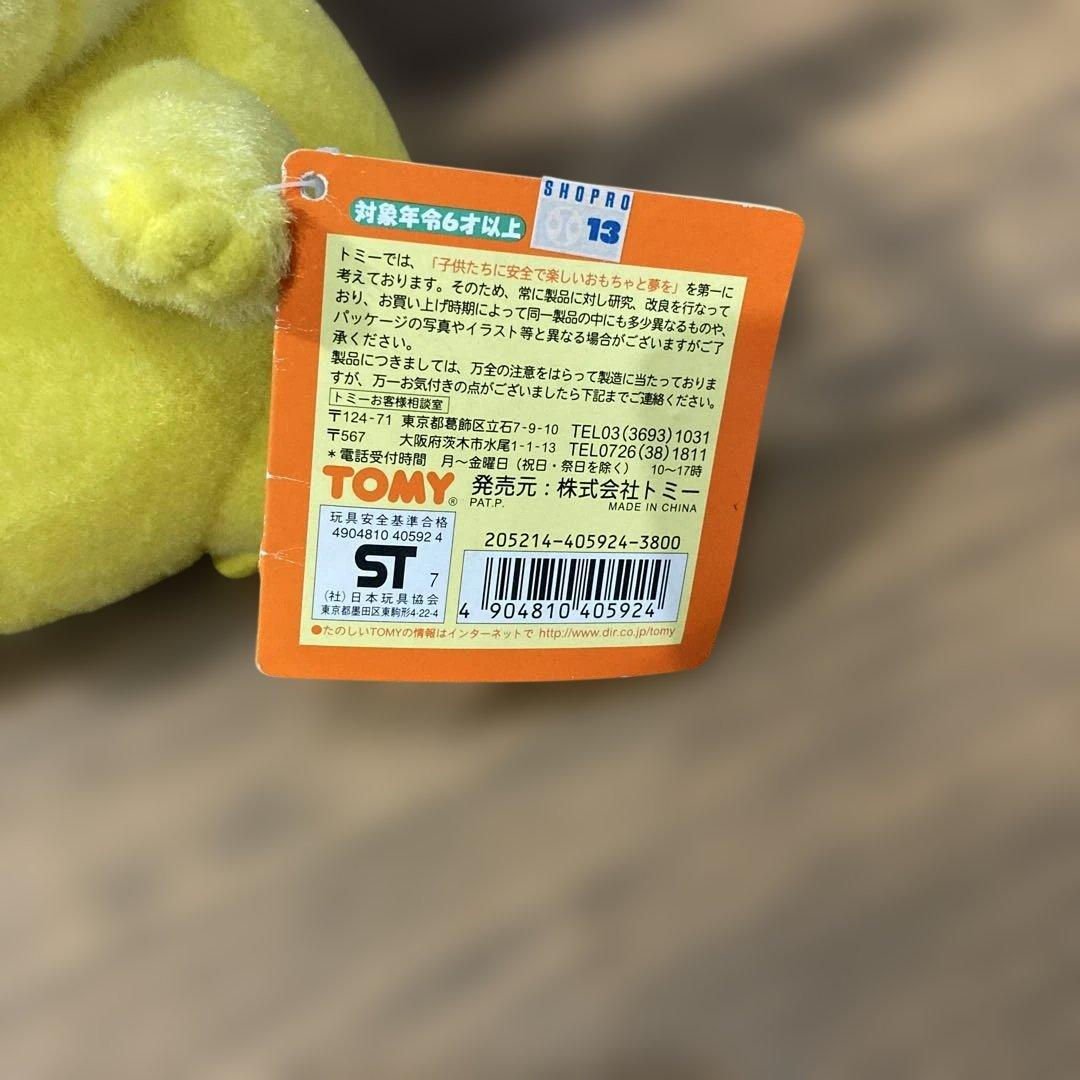 SHOPRO
13
対象年令6才以上
トミーでは、「子供たちに安全で楽しいおもちゃと夢を」を第一に
考えております。そのため、常に製品に対し研究、改良を行なって
おり、お買い上げ時期によって同一製品の中にも多少異なるものや、
パッケージの写真やイラスト等と異なる場合がございますがご了
承ください。
製品につきましては、万全の注意をはらって製造に当たっておりま
すが、万一お気付きの点がございましたら下記までご連絡ください。
トミーお客様相談室
〒124-71 東京都葛飾区立石7-9-10 TEL03(3693)1031
〒567 大阪府茨木市水尾1-1-13 TEL0726(38)1811
*電話受付時間 月〜金曜日(祝日・祭日を除く) 10〜17時
TOMY® 発売元:株式会社トミー
PAT.P. MADE IN CHINA
玩具安全基準合格
4904810 40592 4
ST 7
(社)日本玩具協会
東京都墨田区東駒形4-22-4
205214-405924-3800
4 904810 405924
●たのしいTOMYの情報はインターネットで http://www.dir.co.jp/tomy